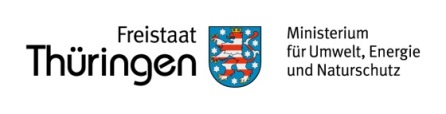 Freistaat
Thüringen
Ministerium
für Umwelt, Energie
und Naturschutz